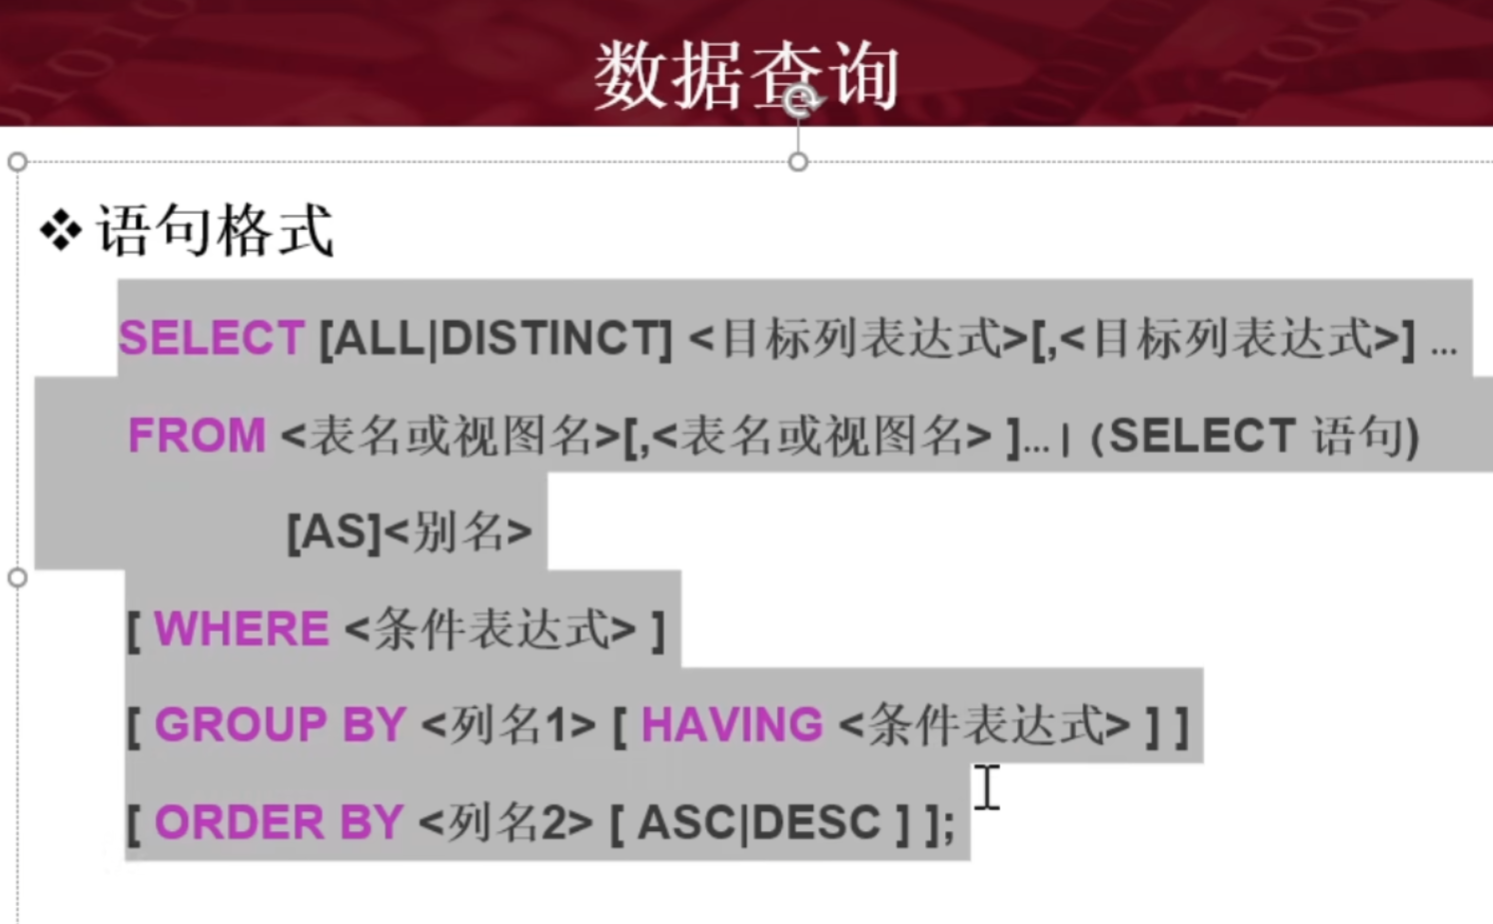 数据查询
❖ 语句格式
SELECT [ALL|DISTINCT] <目标列表达式>[,<目标列表达式>] …
FROM <表名或视图名>[,<表名或视图名> ]…|(SELECT 语句)
[AS]<别名>
[ WHERE <条件表达式> ]
[ GROUP BY <列名1> [ HAVING <条件表达式> ] ]
[ ORDER BY <列名2> [ ASC|DESC ] ];